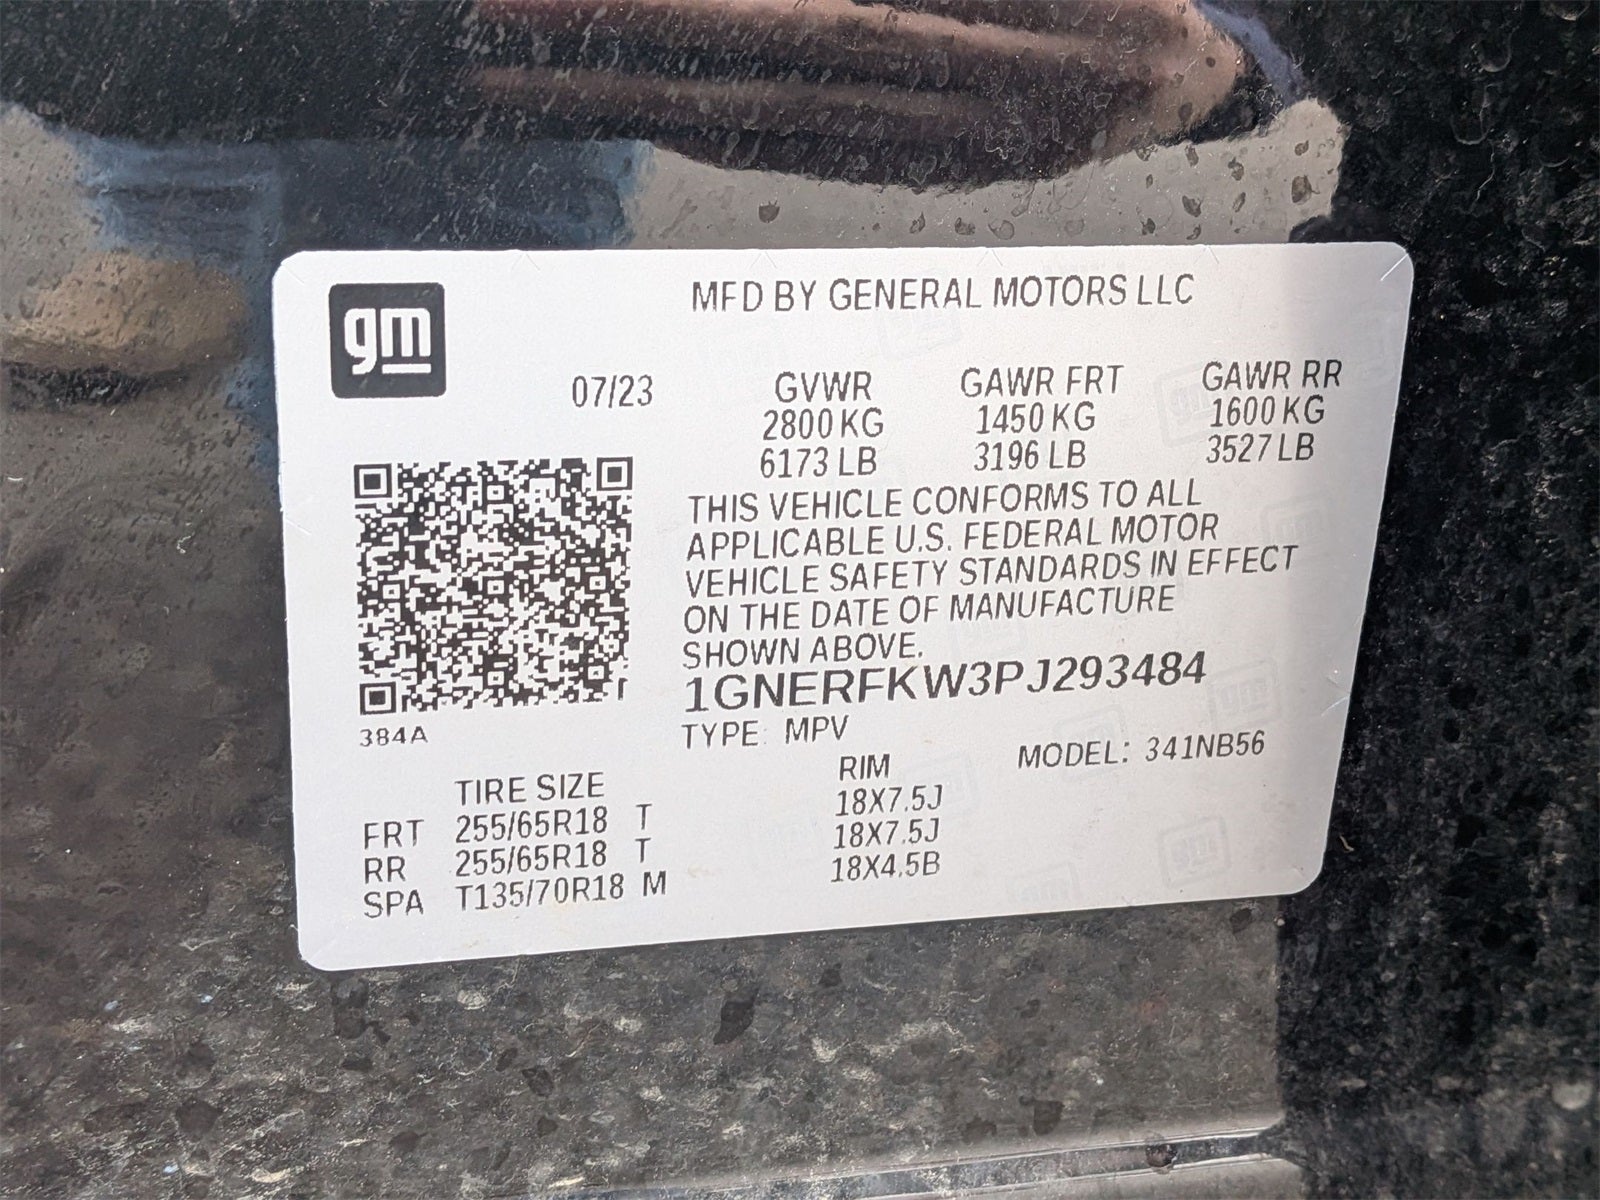 gm
MFD BY GENERAL MOTORS LLC
07/23
GVWR GAWR FRT GAWR RR
2800 KG 1450 KG 1600 KG
6173 LB 3196 LB 3527 LB
THIS VEHICLE CONFORMS TO ALL
APPLICABLE U.S. FEDERAL MOTOR
VEHICLE SAFETY STANDARDS IN EFFECT
ON THE DATE OF MANUFACTURE
SHOWN ABOVE.
1GNERFKW3PJ293484
384A
TYPE: MPV MODEL: 341NB56
TIRE SIZE RIM
FRT 255/65R18 T 18X7.5J
RR 255/65R18 T 18X7.5J
SPA T135/70R18 M 18X4.5B